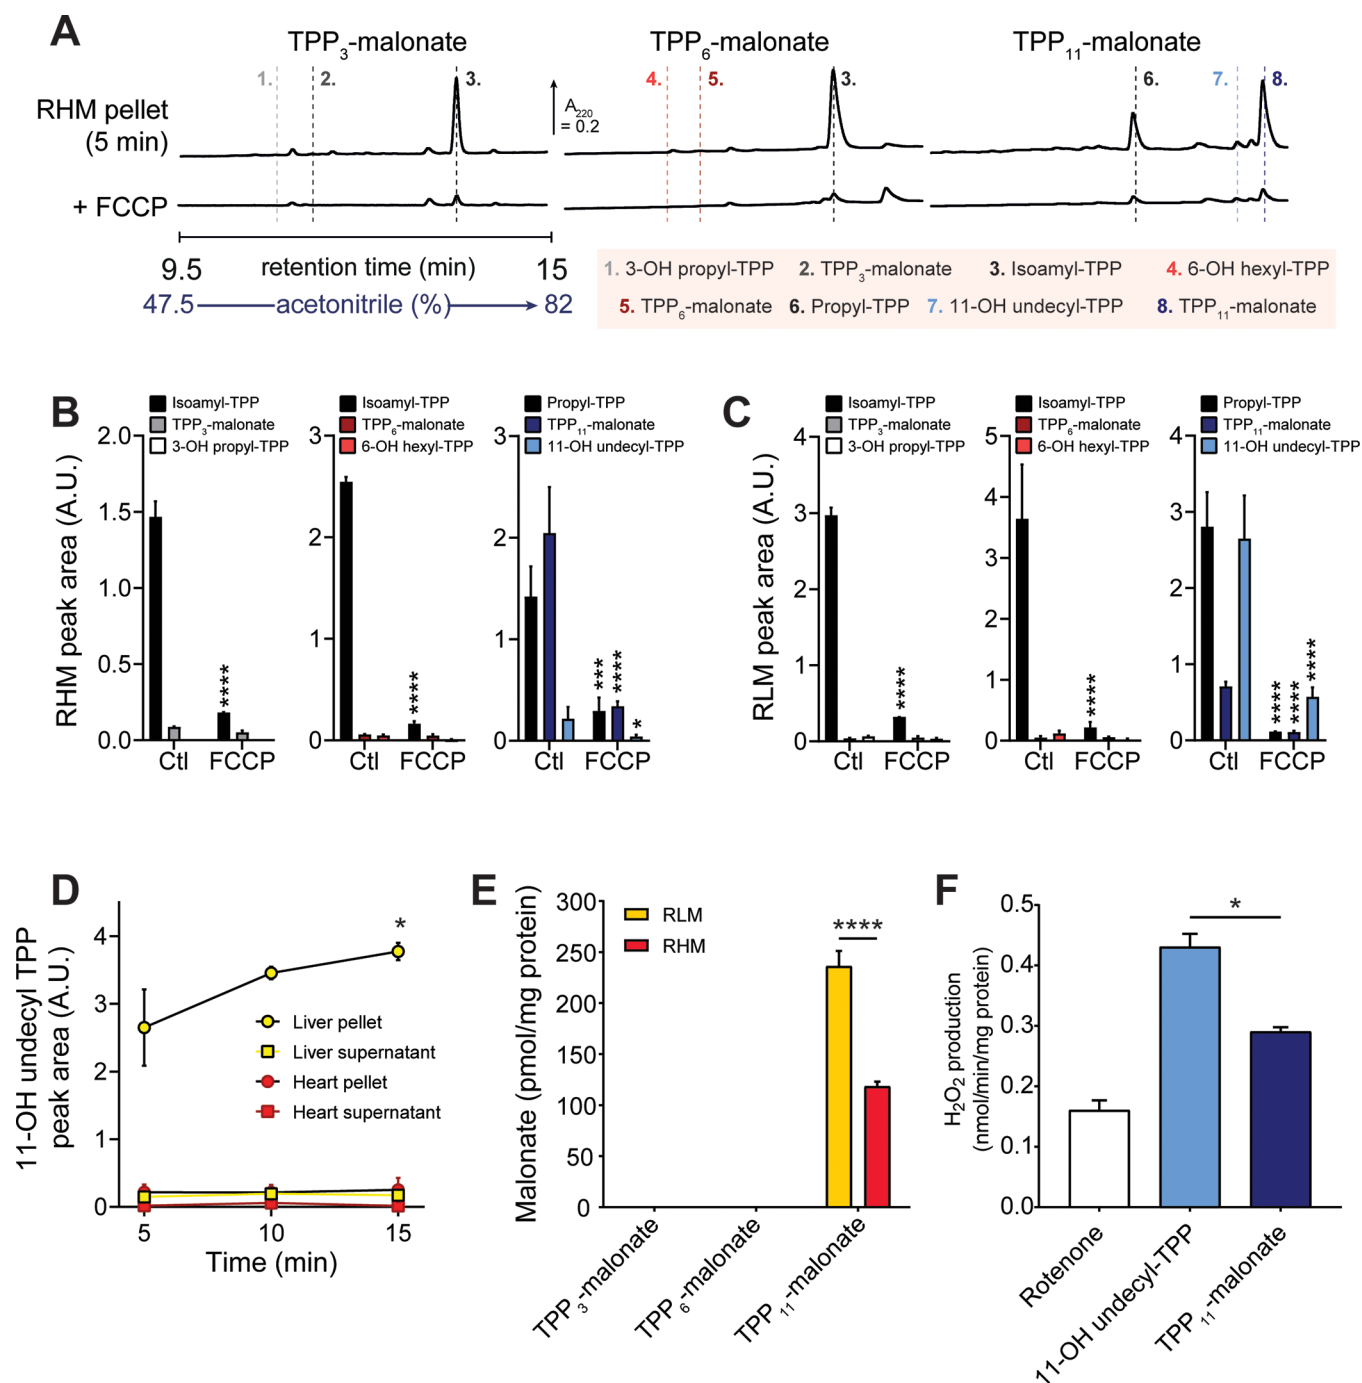 A
TPP3-malonate
TPP6-malonate
TPP11-malonate
1. 2. 3. 4. 5. 3. 6. 7. 8.
RHM pellet
(5 min)
A220
= 0.2
+ FCCP
9.5 retention time (min) 15
47.5 acetonitrile (%) 82
1. 3-OH propyl-TPP 2. TPP3-malonate 3. Isoamyl-TPP 4. 6-OH hexyl-TPP
5. TPP6-malonate 6. Propyl-TPP 7. 11-OH undecyl-TPP 8. TPP11-malonate
B
Isoamyl-TPP
TPP3-malonate
3-OH propyl-TPP
RHM peak area (A.U.)
2.0
1.5
1.0
0.5
0.0
****
Ctl FCCP
Isoamyl-TPP
TPP6-malonate
6-OH hexyl-TPP
3
2
1
0
****
Ctl FCCP
Propyl-TPP
TPP11-malonate
11-OH undecyl-TPP
3
2
1
0
*** **** *
Ctl FCCP
C
Isoamyl-TPP
TPP3-malonate
3-OH propyl-TPP
RLM peak area (A.U.)
4
3
2
1
0
****
Ctl FCCP
Isoamyl-TPP
TPP6-malonate
6-OH hexyl-TPP
5
4
3
2
1
0
****
Ctl FCCP
Propyl-TPP
TPP11-malonate
11-OH undecyl-TPP
4
3
2
1
0
**** **** ****
Ctl FCCP
D
11-OH undecyl TPP
peak area (A.U.)
4
3
2
1
0
*
Liver pellet
Liver supernatant
Heart pellet
Heart supernatant
5 10 15
Time (min)
E
Malonate (pmol/mg protein)
300
250
200
150
100
50
0
RLM
RHM
****
TPP3-malonate
TPP6-malonate
TPP11-malonate
F
H2O2 production
(nmol/min/mg protein)
0.5
0.4
0.3
0.2
0.1
0.0
*
Rotenone
11-OH undecyl-TPP
TPP11-malonate